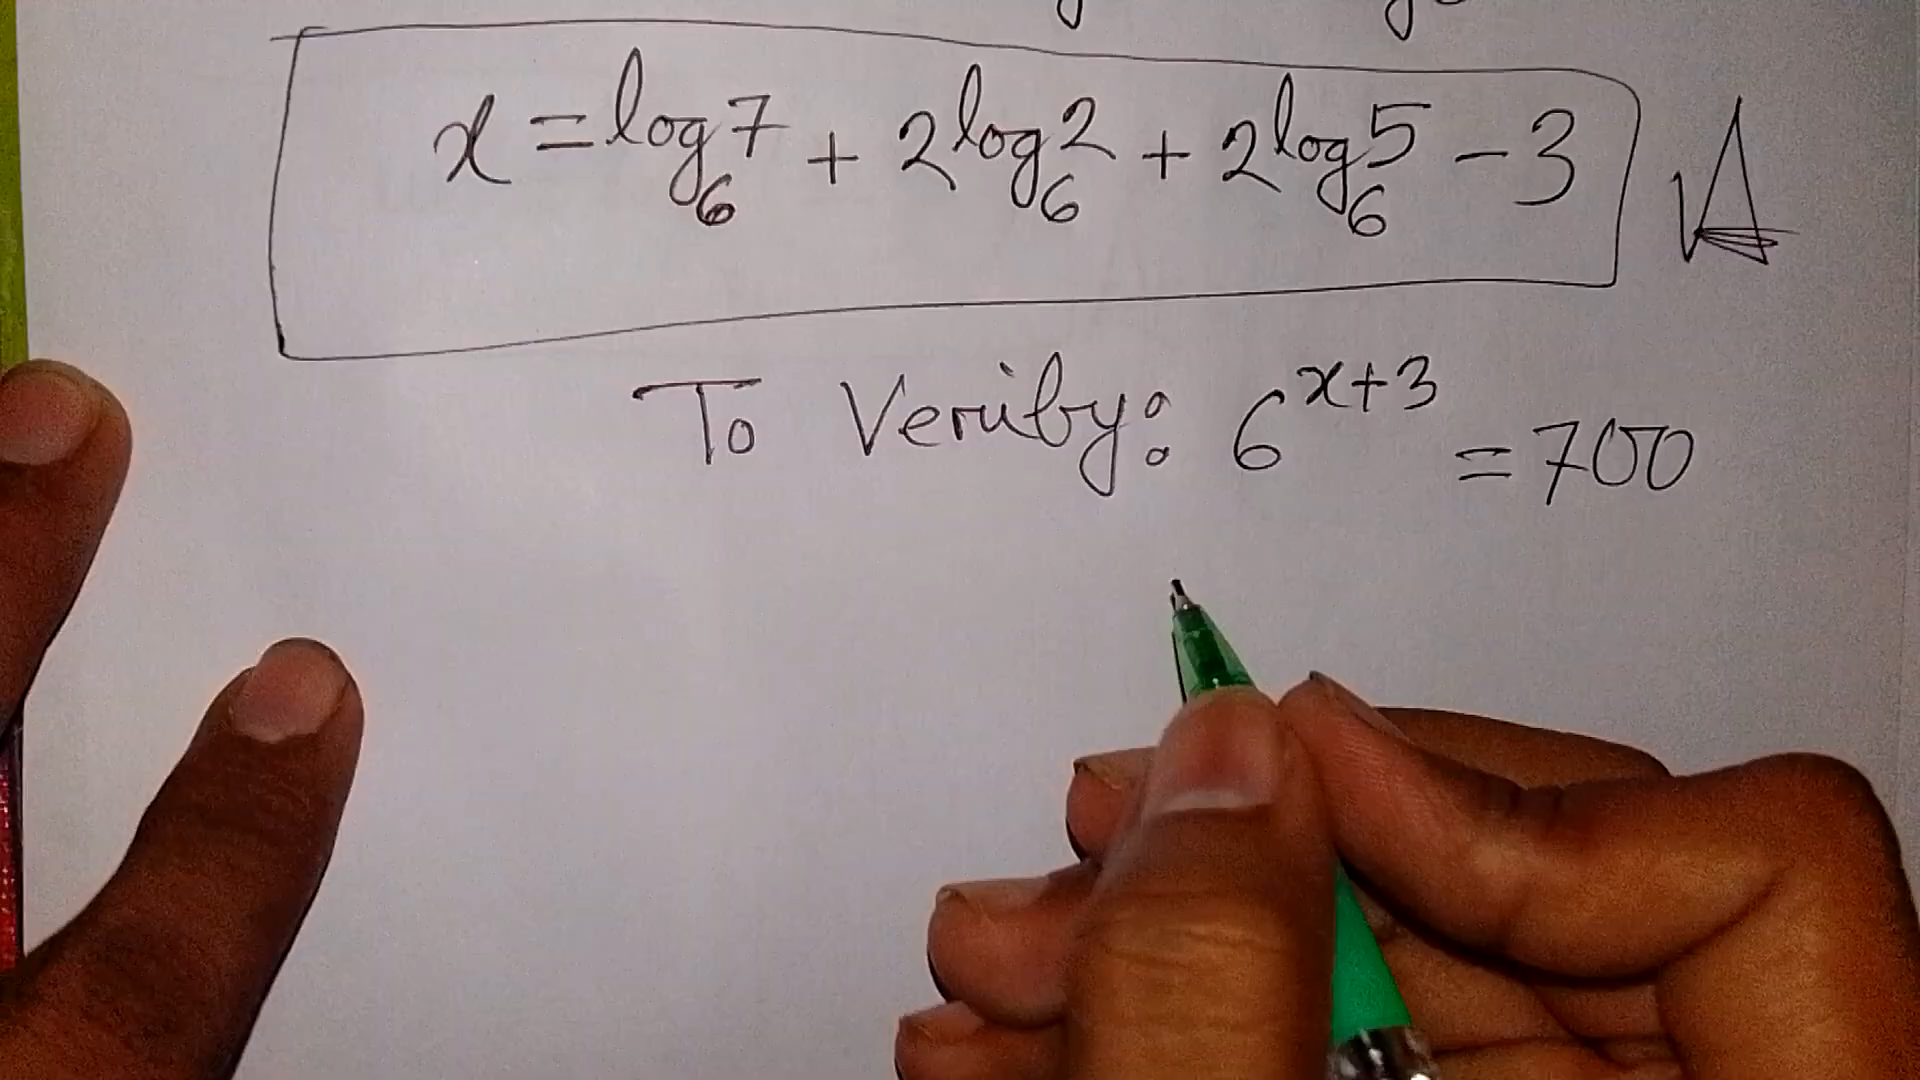 x = log₆7 + 2log₆2 + 2log₆5 - 3
To Verify: 6^(x+3) = 700